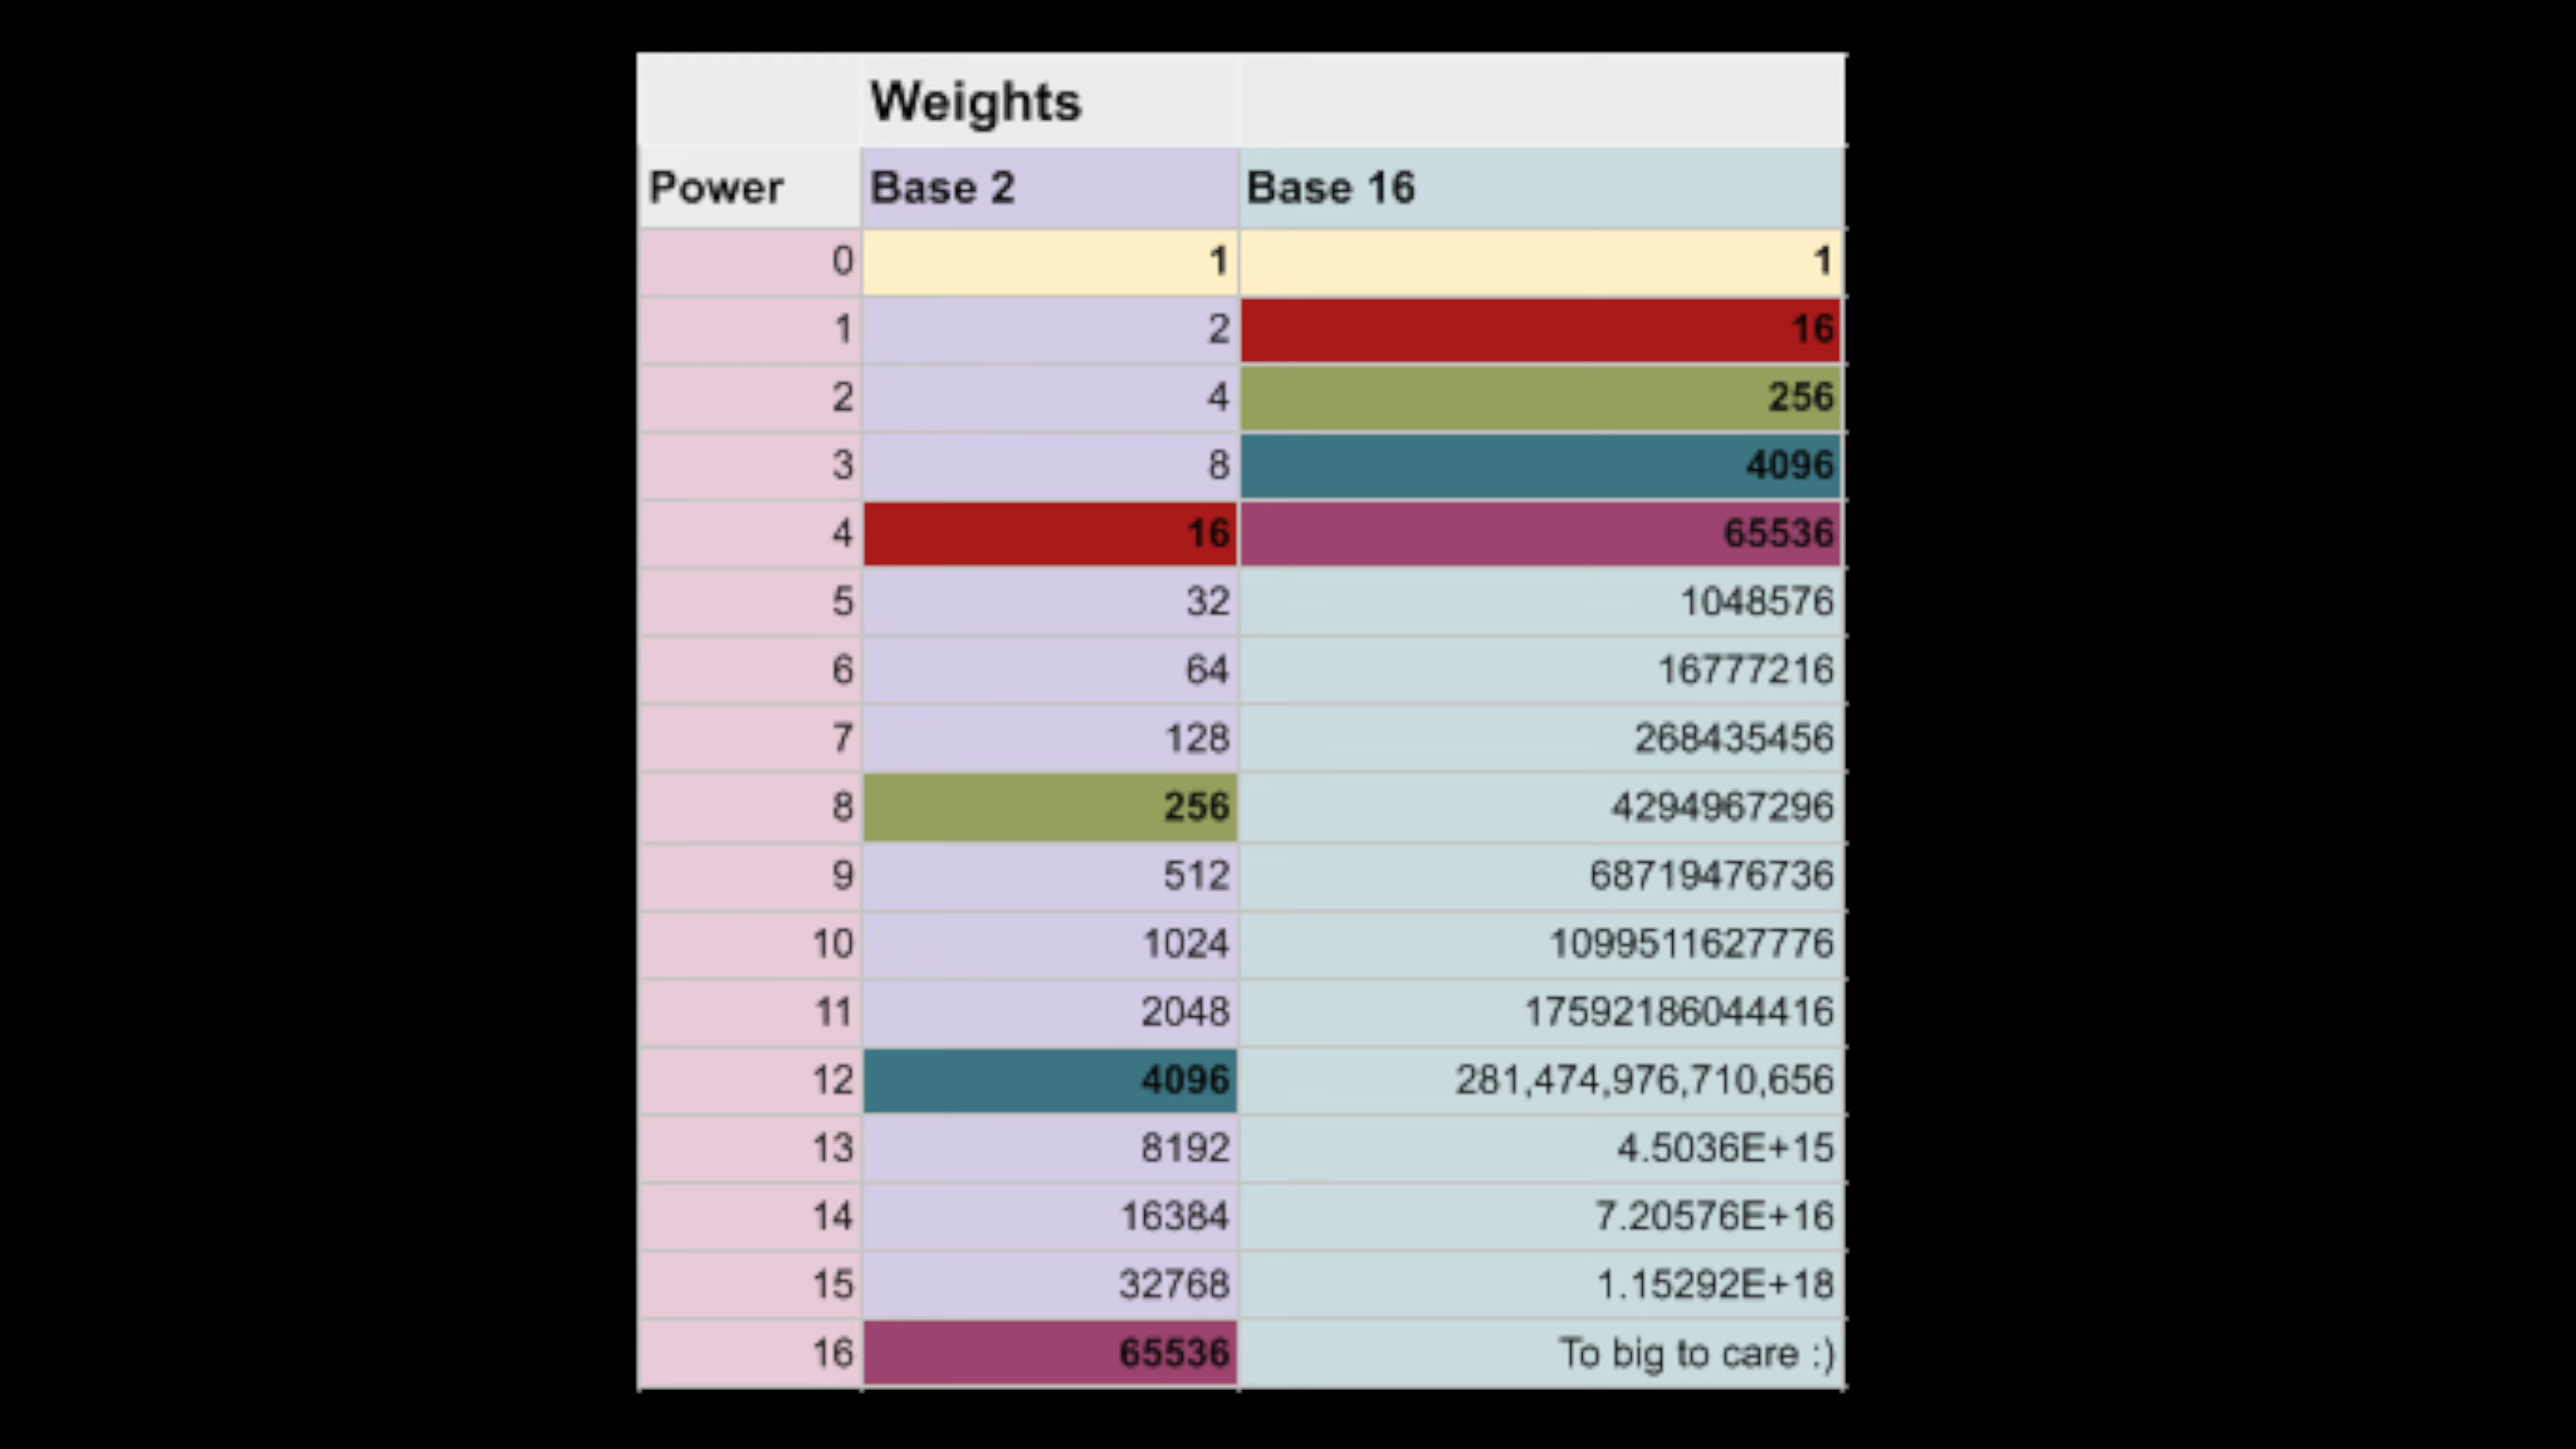 Weights
Power Base 2 Base 16
0 1 1
1 2 16
2 4 256
3 8 4096
4 16 65536
5 32 1048576
6 64 16777216
7 128 268435456
8 256 4294967296
9 512 68719476736
10 1024 1099511627776
11 2048 17592186044416
12 4096 281,474,976,710,656
13 8192 4.5036E+15
14 16384 7.20576E+16
15 32768 1.15292E+18
16 65536 To big to care :)